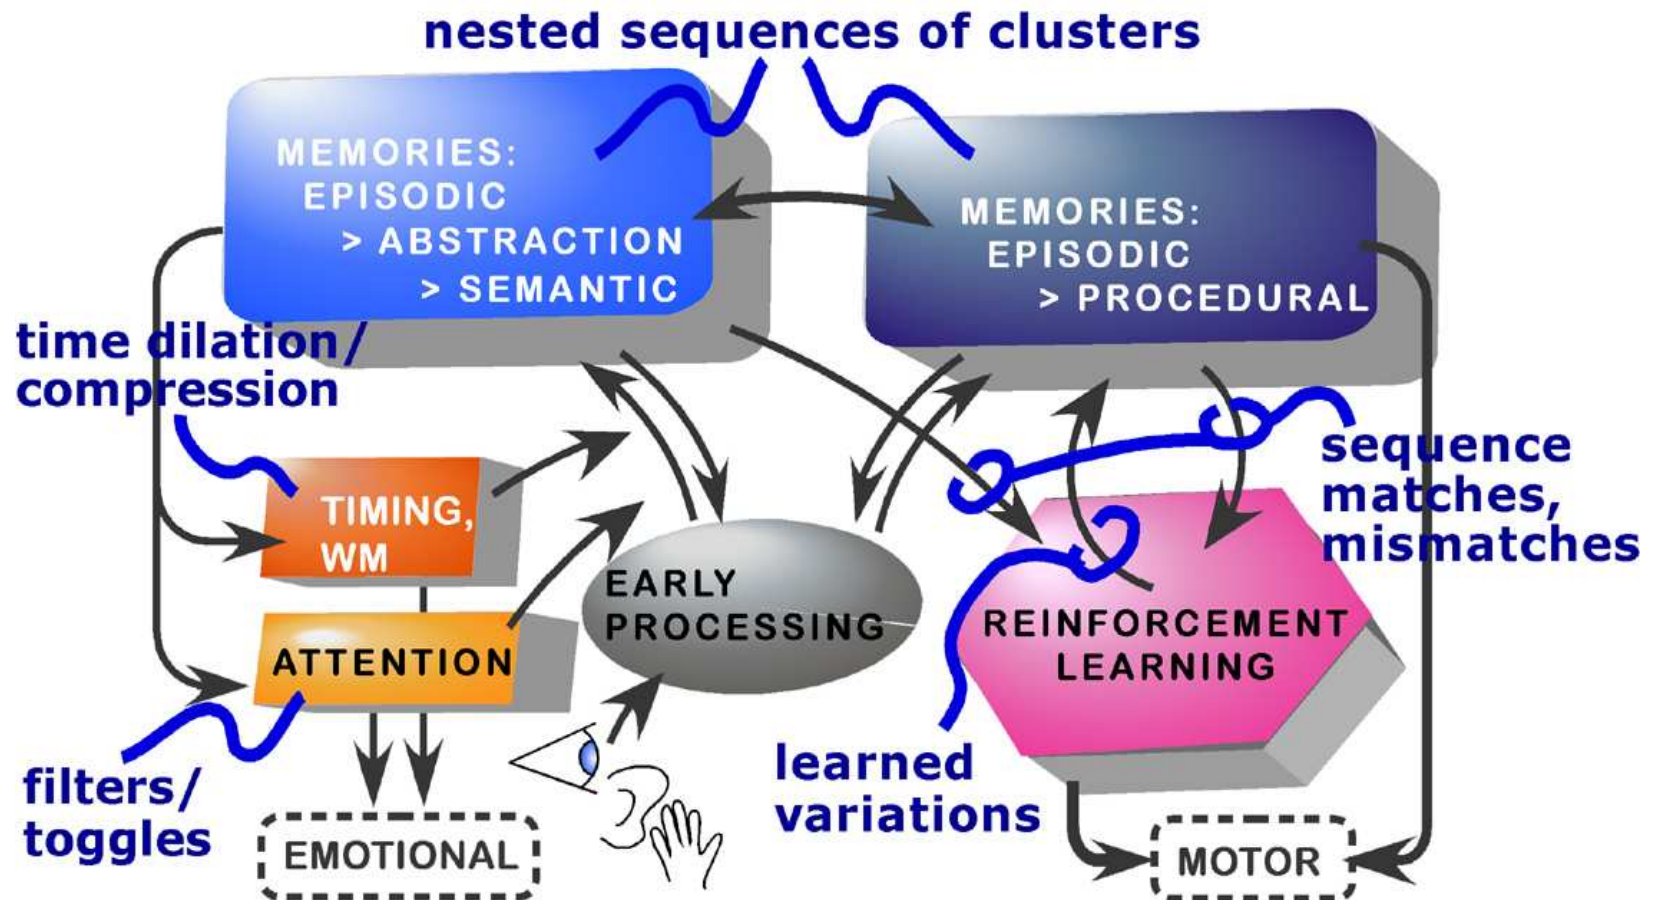 nested sequences of clusters
MEMORIES:
EPISODIC
> ABSTRACTION
> SEMANTIC
MEMORIES:
EPISODIC
> PROCEDURAL
time dilation/
compression
sequence
matches,
mismatches
TIMING,
WM
EARLY
PROCESSING
REINFORCEMENT
LEARNING
ATTENTION
learned
variations
filters/
toggles
EMOTIONAL
MOTOR